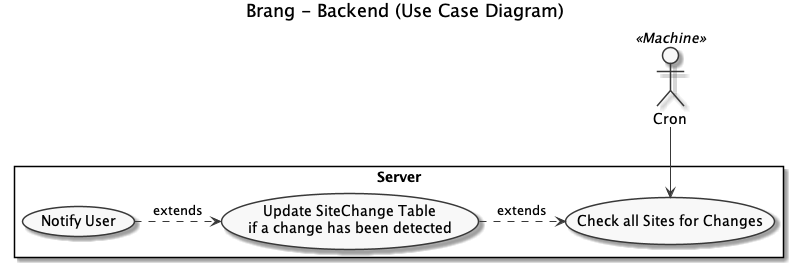 Brang - Backend (Use Case Diagram)
«Machine»
Cron
Server
Notify User
extends
Update SiteChange Table
if a change has been detected
extends
Check all Sites for Changes